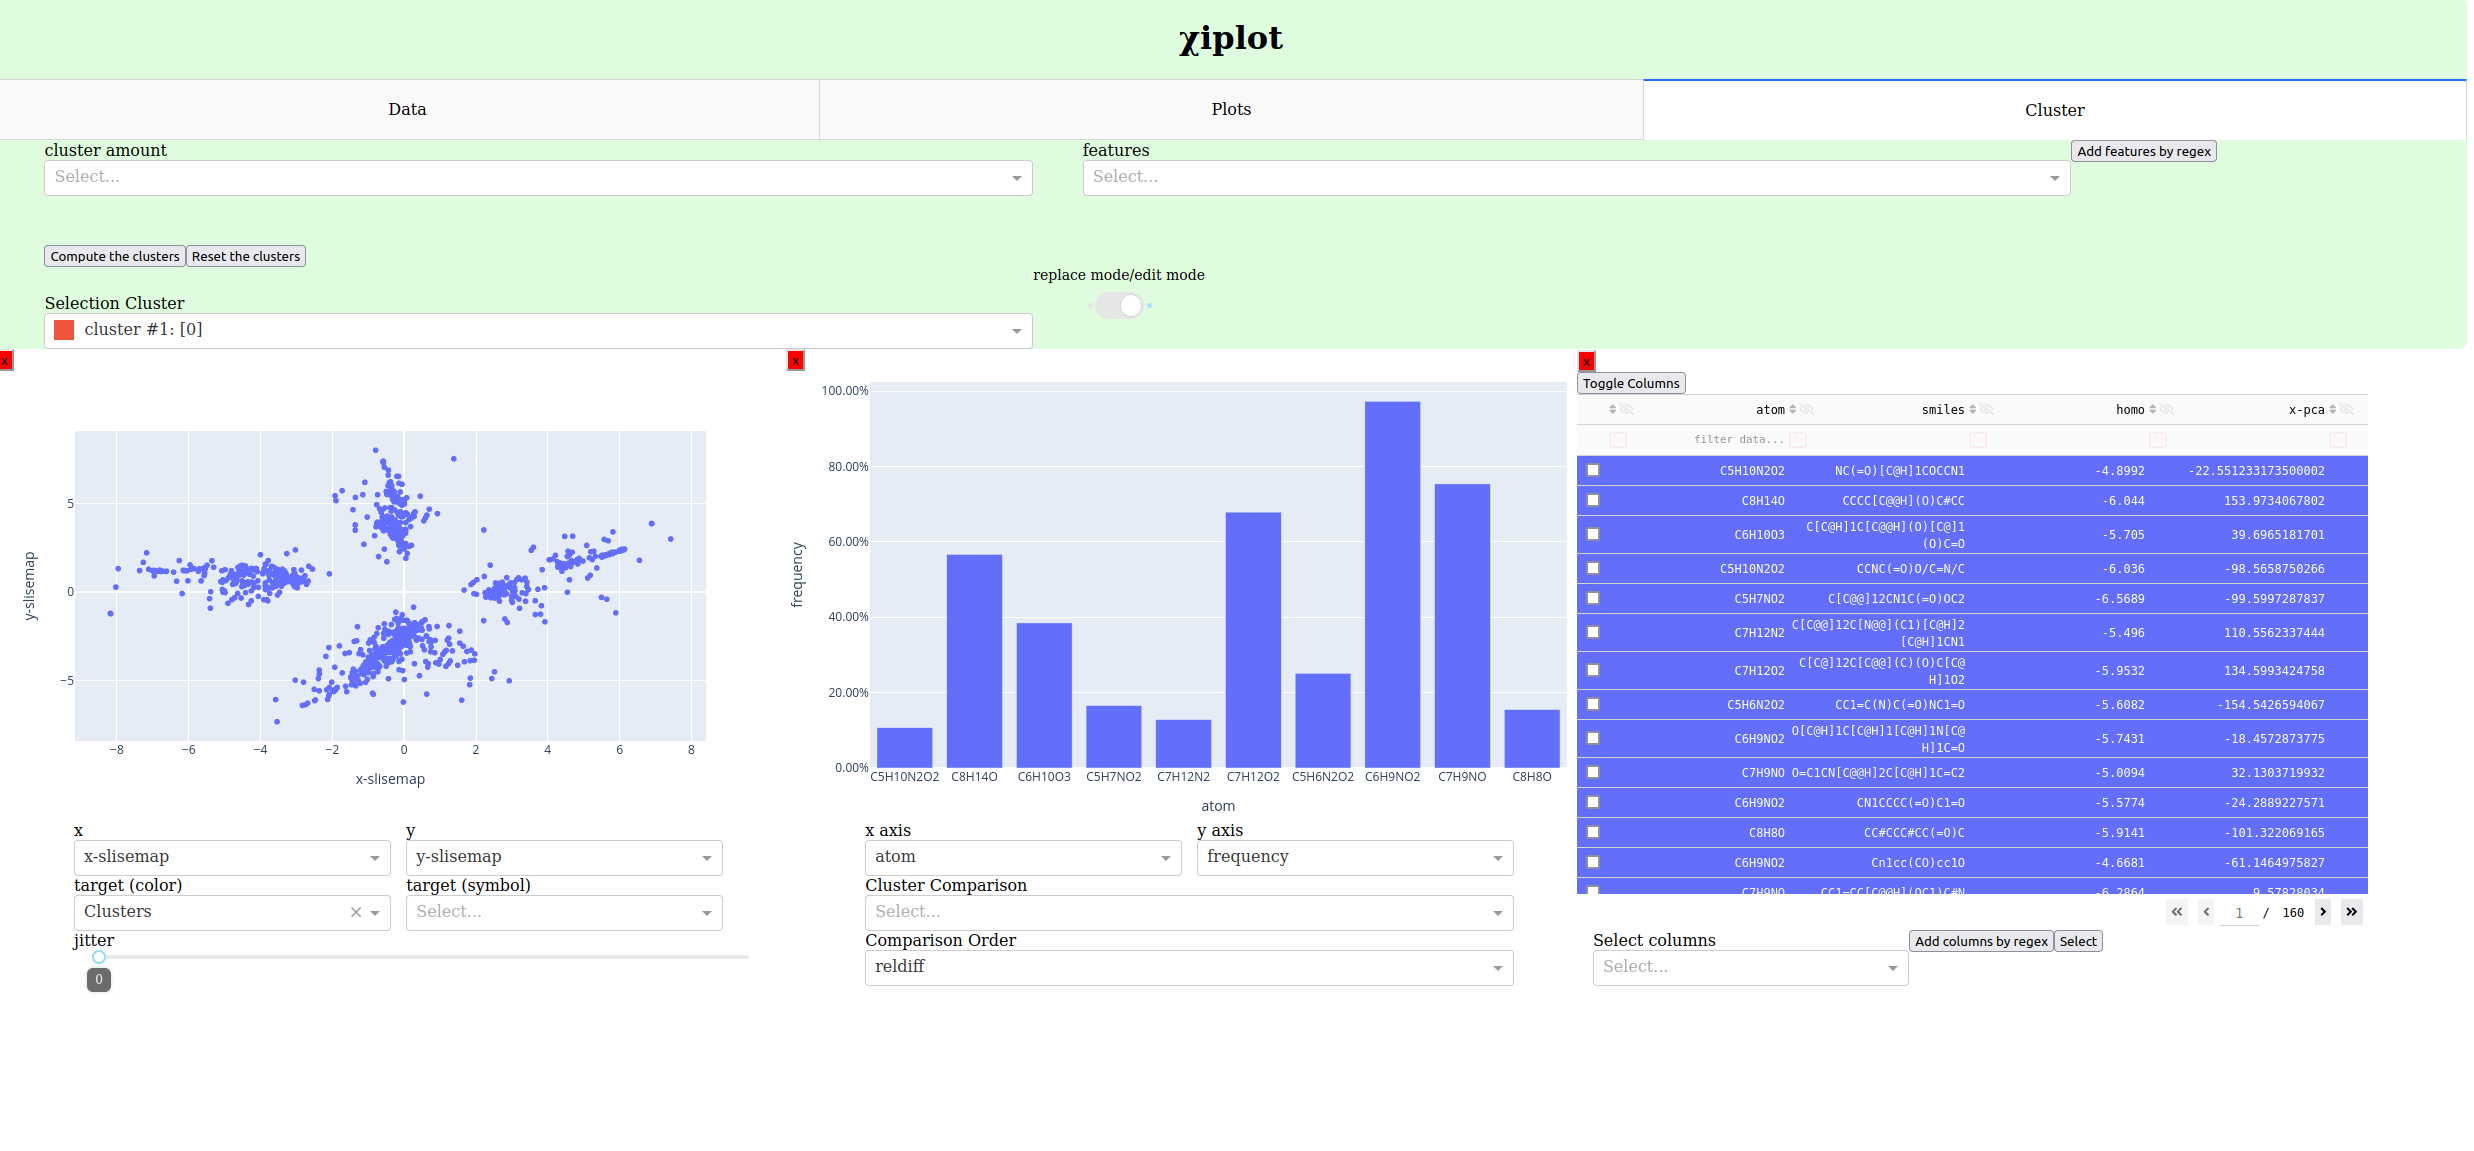 χiplot
Data Plots Cluster
cluster amount features Add features by regex
Select... Select...
Compute the clusters Reset the clusters
replace mode/edit mode
Selection Cluster
cluster #1: [0]
x x x
Toggle Columns
y-slisemap
5
0
−5
−8 −6 −4 −2 0 2 4 6 8
x-slisemap
frequency
100.00%
80.00%
60.00%
40.00%
20.00%
0.00%
C5H10N2O2 C8H14O C6H10O3 C5H7NO2 C7H12N2 C7H12O2 C5H6N2O2 C6H9NO2 C7H9NO C8H8O
atom
atom smiles homo x-pca
filter data...
C5H10N2O2 NC(=O)[C@H]1COCCN1 -4.8992 -22.551233173500002
C8H14O CCCC[C@@H](O)C#CC -6.044 153.9734067802
C6H10O3 C[C@H]1C[C@@H](O)[C@]1 -5.705 39.6965181701
(O)C=O
C5H10N2O2 CCNC(=O)O/C=N/C -6.036 -98.5658750266
C5H7NO2 C[C@@]12CN1C(=O)OC2 -6.5689 -99.5997287837
C7H12N2 C[C@@]12C[N@@](C1)[C@H]2 -5.496 110.5562337444
[C@H]1CN1
C7H12O2 C[C@]12C[C@@](C)(O)C[C@ -5.9532 134.5993424758
H]1O2
C5H6N2O2 CC1=C(N)C(=O)NC1=O -5.6082 -154.5426594067
C6H9NO2 O[C@H]1C[C@H]1[C@H]1N[C@ -5.7431 -18.4572873775
H]1C=O
C7H9NO O=C1CN[C@@H]2C[C@H]1C=C2 -5.0094 32.1303719932
C6H9NO2 CN1CCCC(=O)C1=O -5.5774 -24.2889227571
C8H8O CC#CCC#CC(=O)C -5.9141 -101.322069165
C6H9NO2 Cn1cc(CO)cc1O -4.6681 -61.1464975827
C7H9NO CC1=CC[C@@H](OC1)C#N -6.2864 9.57828034
1 / 160
x y
x-slisemap y-slisemap
target (color) target (symbol)
Clusters Select...
jitter
0
x axis y axis
atom frequency
Cluster Comparison
Select...
Comparison Order
reldiff
Select columns Add columns by regex Select
Select...